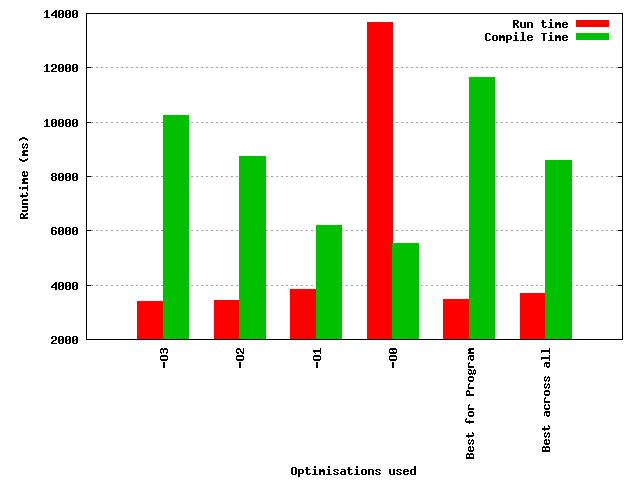 14000
12000
10000
8000
6000
4000
2000
Runtime (ms)
Run time
Compile Time
-O3
-O2
-O1
-O0
Best for Program
Best across all
Optimisations used